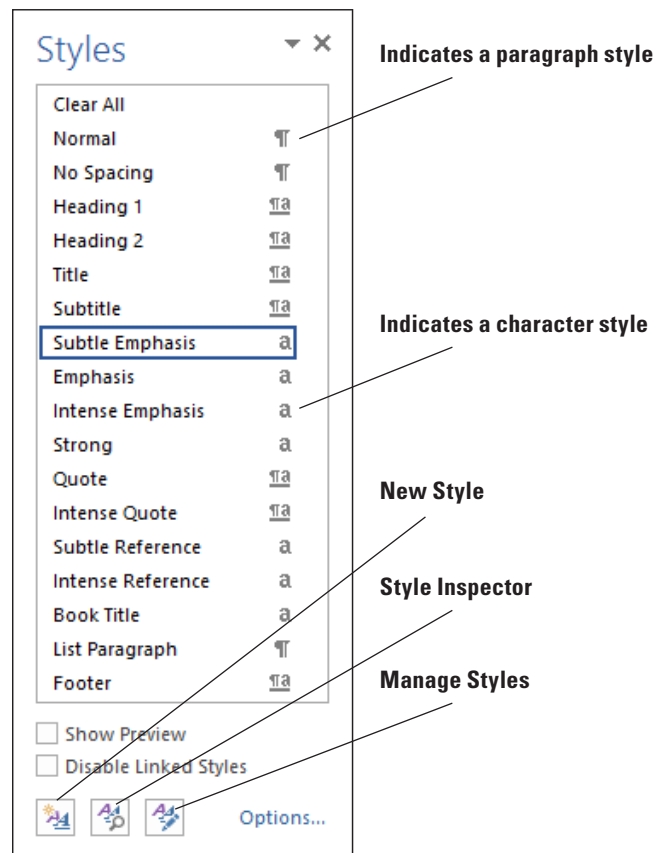 Styles
Indicates a paragraph style
Clear All
Normal ¶
No Spacing ¶
Heading 1 ¶a
Heading 2 ¶a
Title ¶a
Subtitle ¶a
Indicates a character style
Subtle Emphasis a
Emphasis a
Intense Emphasis a
Strong a
Quote ¶a
New Style
Intense Quote ¶a
Subtle Reference a
Intense Reference a
Style Inspector
Book Title a
List Paragraph ¶
Footer ¶a
Manage Styles
Show Preview
Disable Linked Styles
Options...